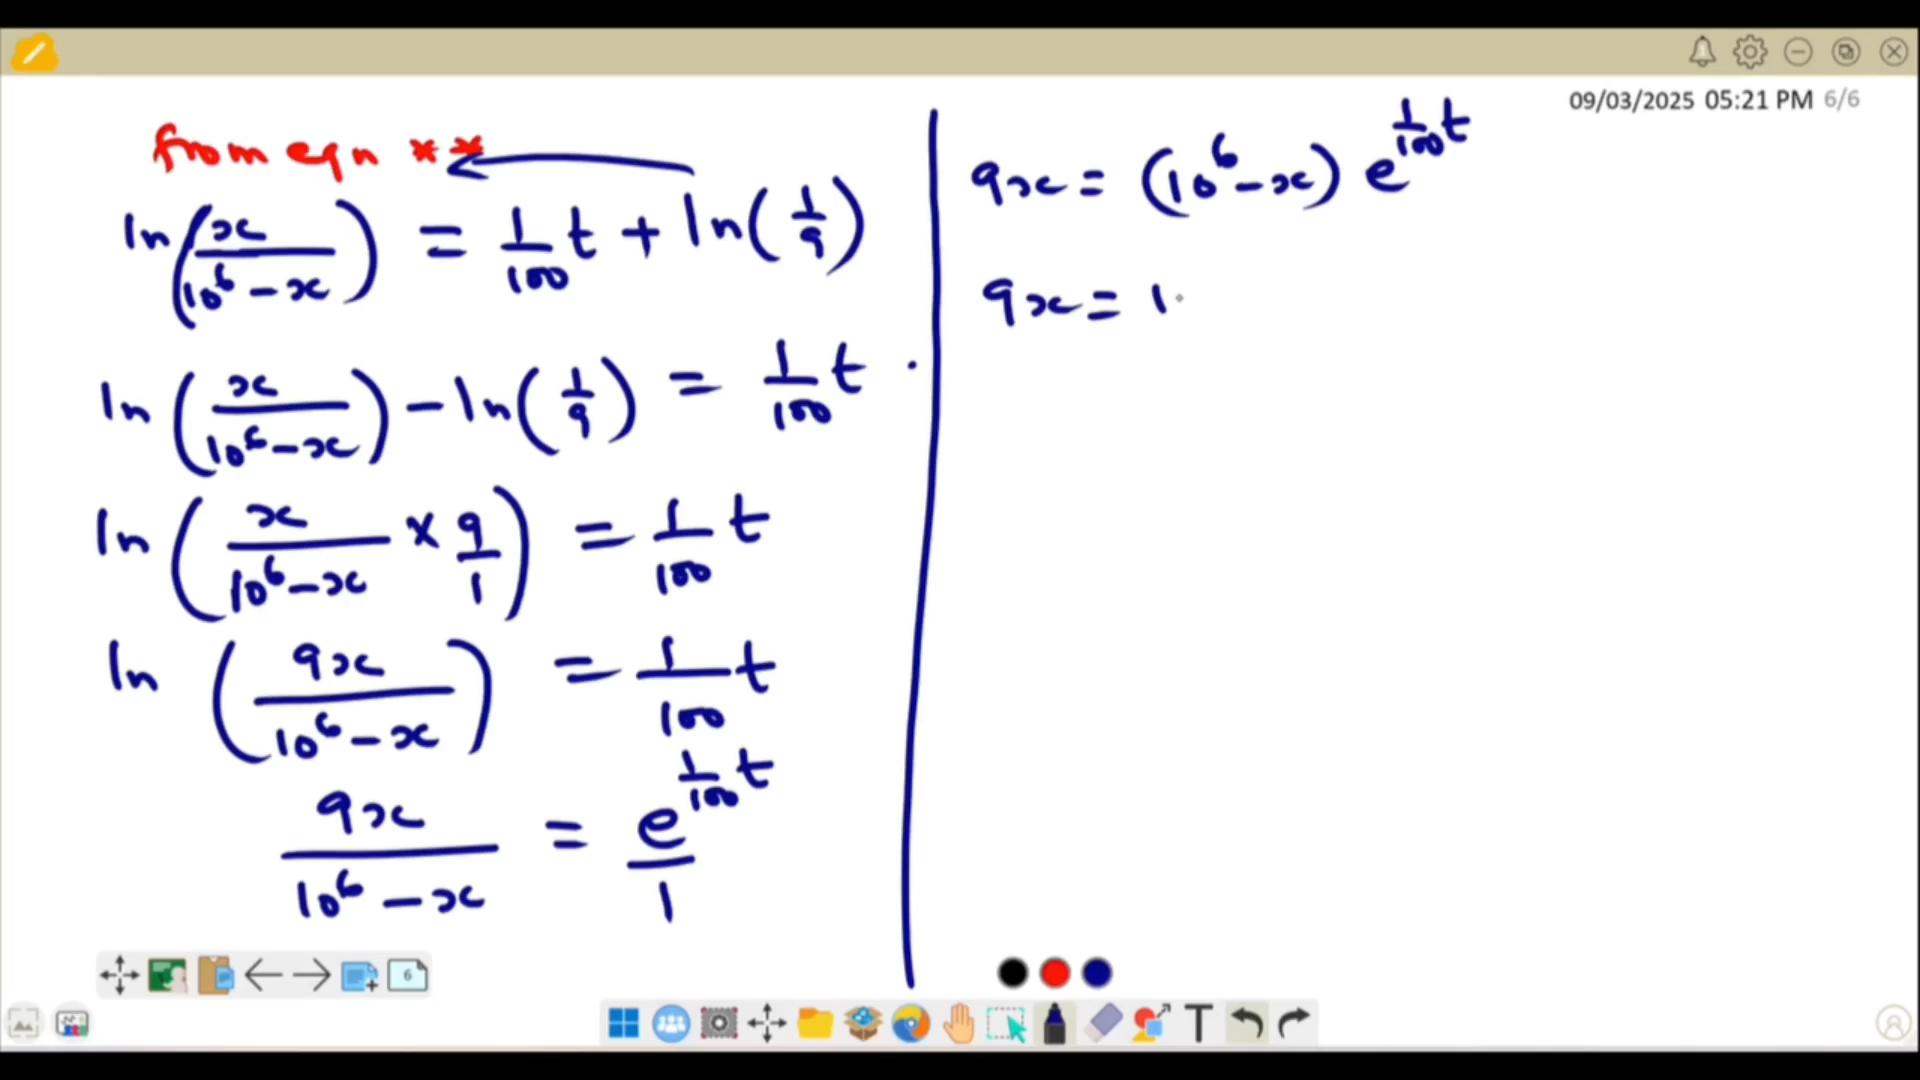 09/03/2025 05:21 PM 6/6
from eqn **
ln(x/(10⁶-x)) = 1/100 t + ln(1/9)
ln(x/(10⁶-x)) - ln(1/9) = 1/100 t
ln(x/(10⁶-x) × 9/1) = 1/100 t
ln(9x/(10⁶-x)) = 1/100 t
9x/(10⁶-x) = e^(1/100 t)/1
9x = (10⁶-x) e^(1/100 t)
9x = 1
6
T